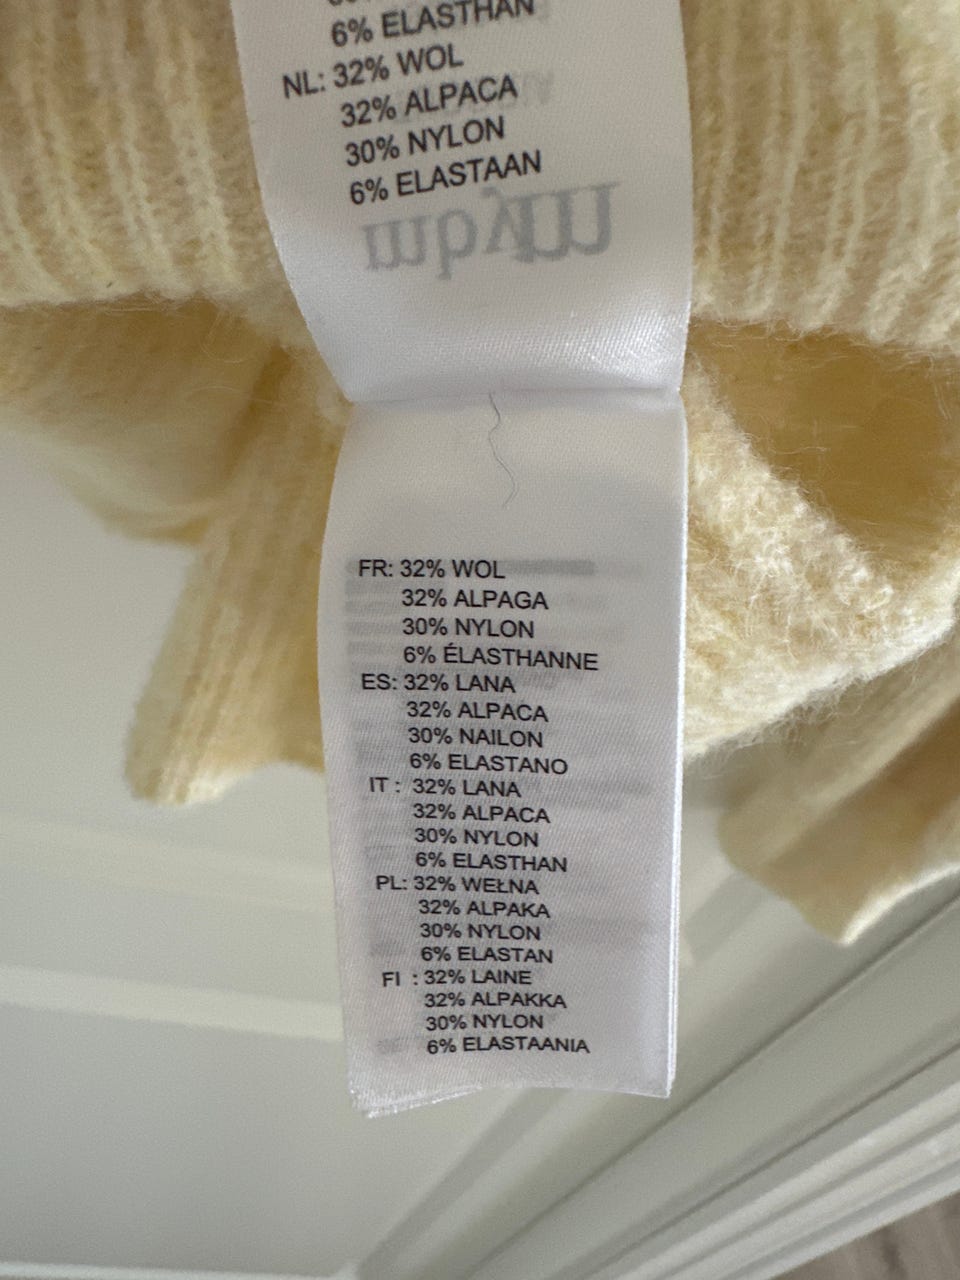 6% ELASTHAN
NL: 32% WOL
32% ALPACA
30% NYLON
6% ELASTAAN
FR: 32% WOL
32% ALPAGA
30% NYLON
6% ÉLASTHANNE
ES: 32% LANA
32% ALPACA
30% NAILON
6% ELASTANO
IT : 32% LANA
32% ALPACA
30% NYLON
6% ELASTHAN
PL: 32% WEŁNA
32% ALPAKA
30% NYLON
6% ELASTAN
FI : 32% LAINE
32% ALPAKKA
30% NYLON
6% ELASTAANIA